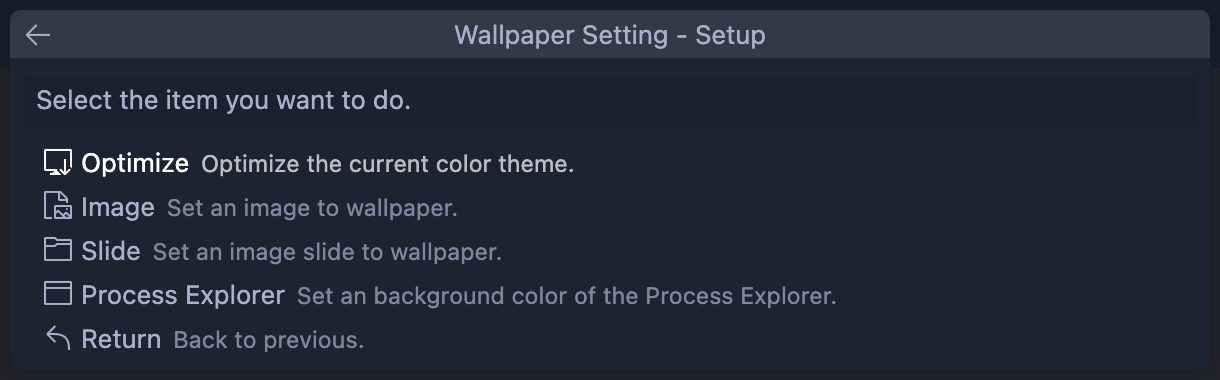 Wallpaper Setting - Setup
Select the item you want to do.
Optimize Optimize the current color theme.
Image Set an image to wallpaper.
Slide Set an image slide to wallpaper.
Process Explorer Set an background color of the Process Explorer.
Return Back to previous.